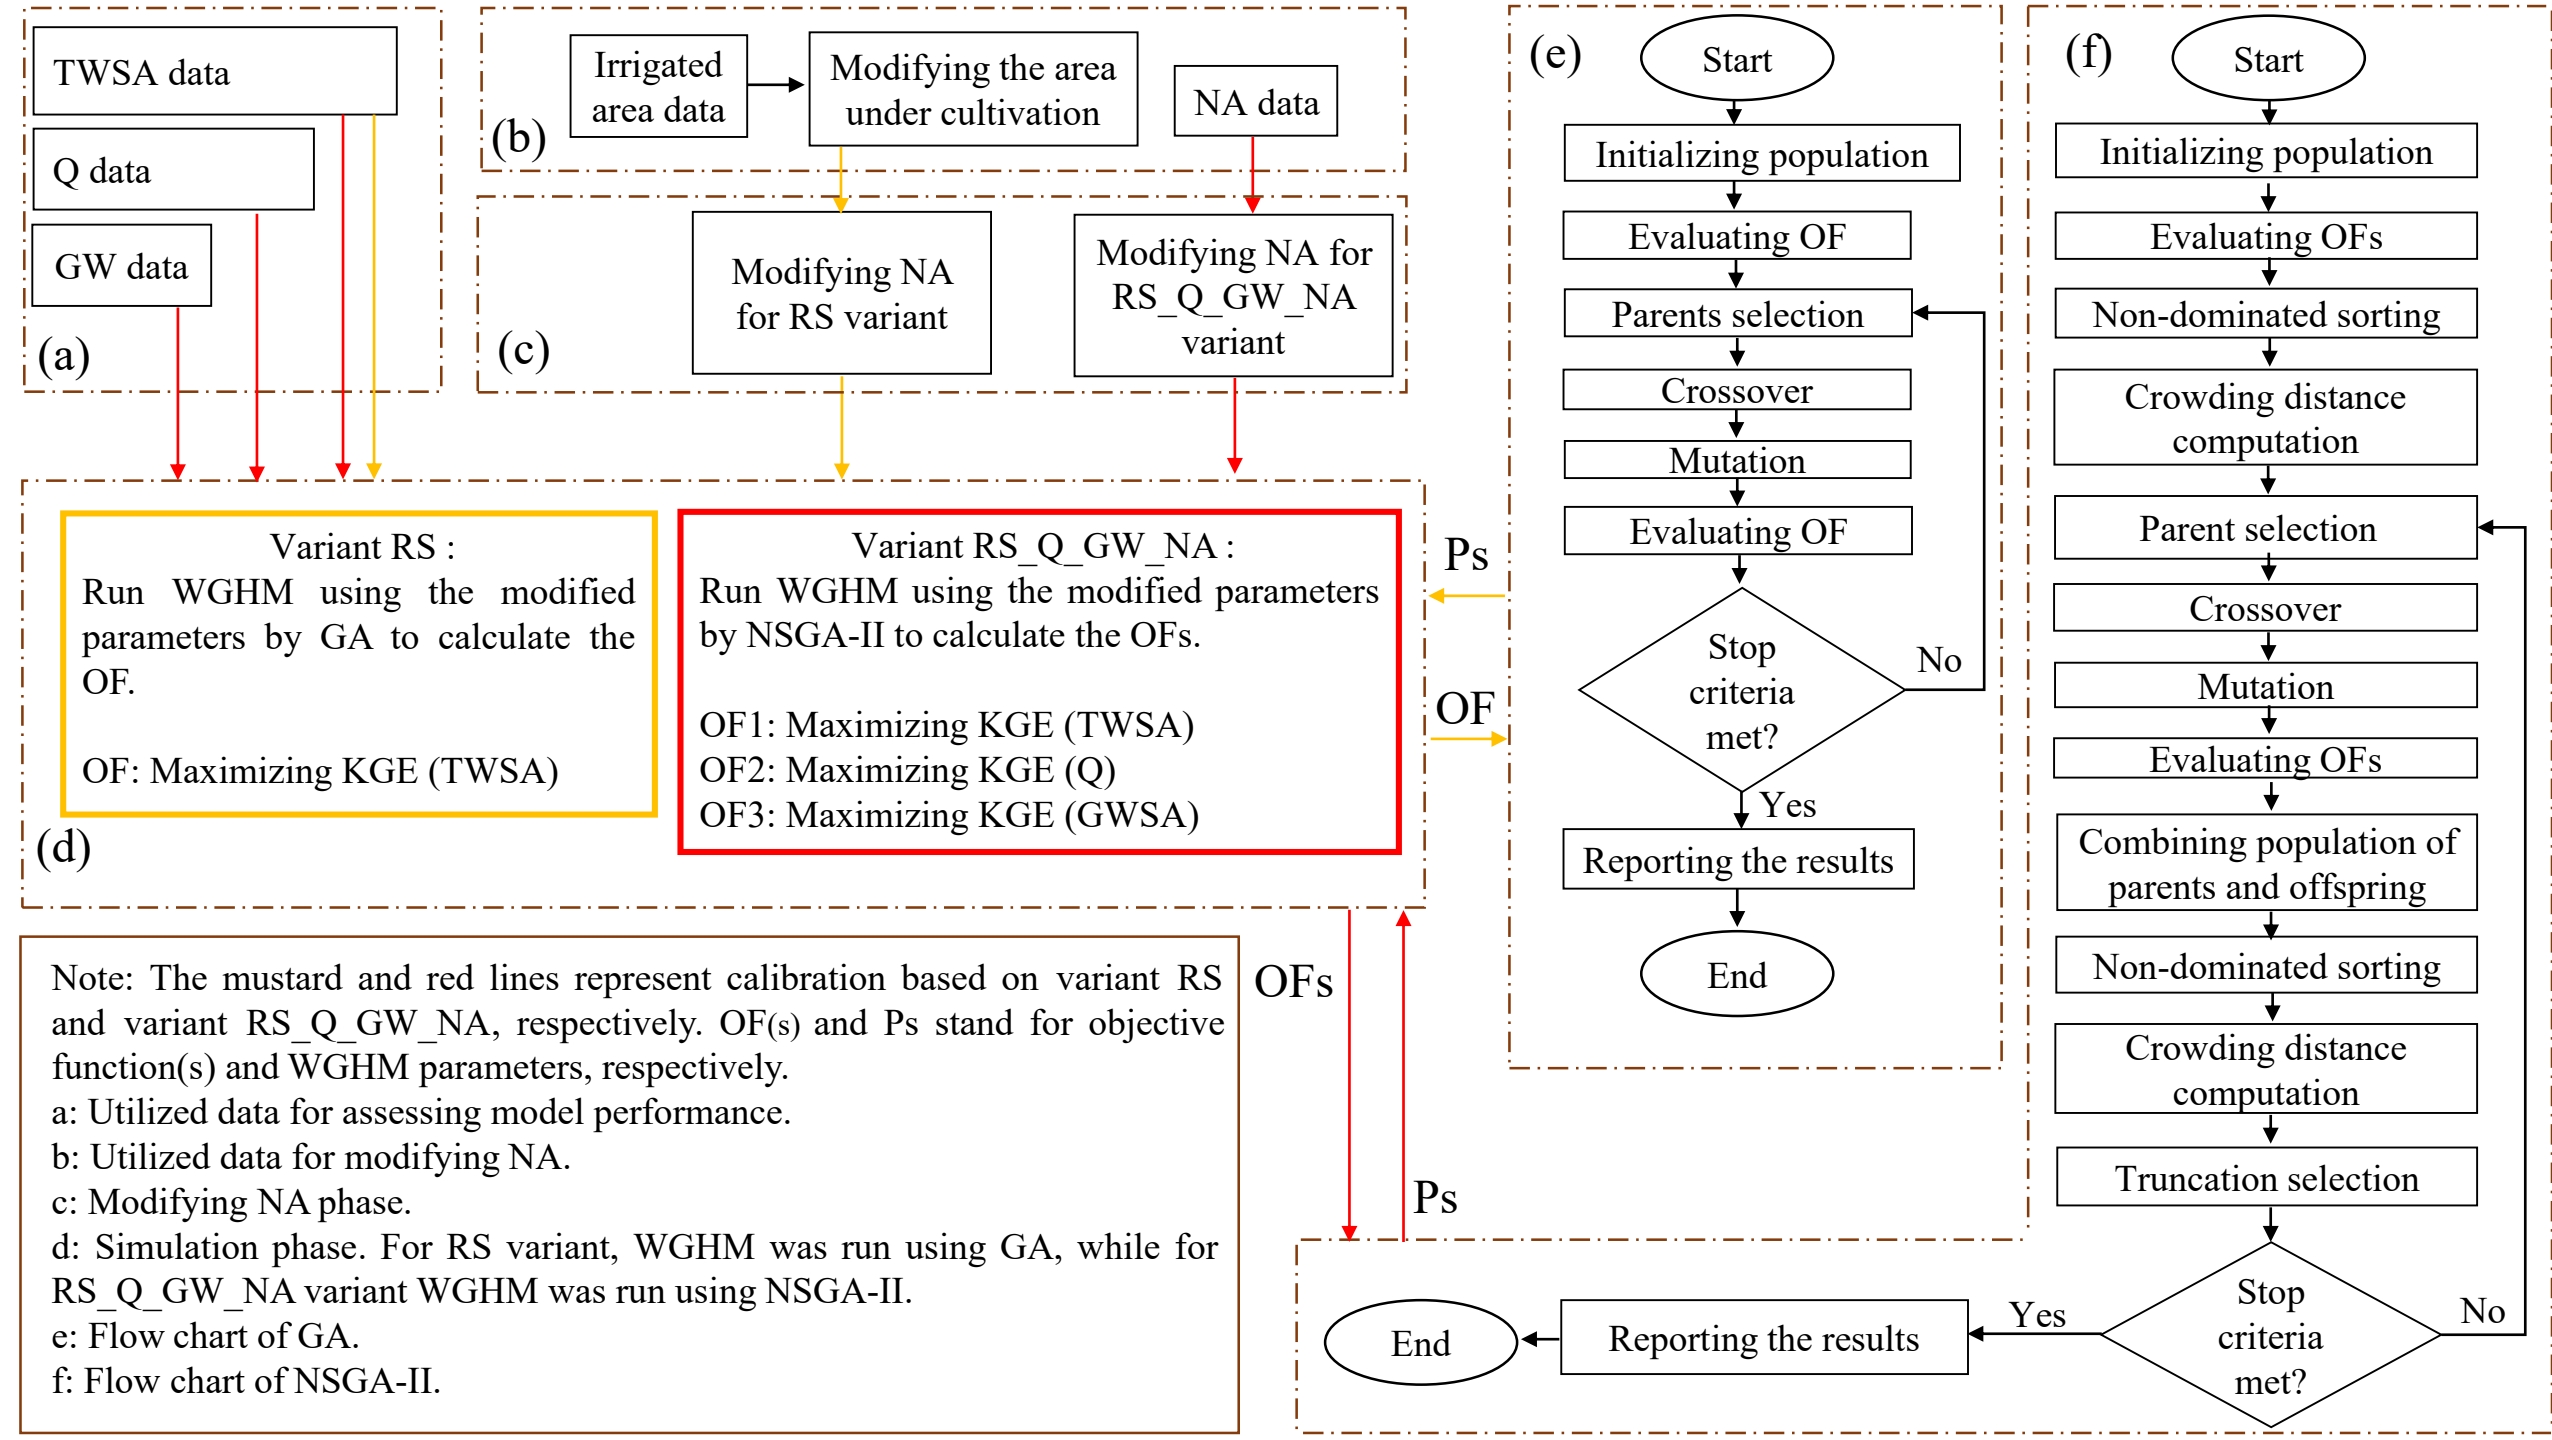 TWSA data
Q data
GW data
(a)
Irrigated
area data
Modifying the area
under cultivation
NA data
(b)
Modifying NA
for RS variant
Modifying NA for
RS_Q_GW_NA
variant
(c)
Variant RS :
Run WGHM using the modified
parameters by GA to calculate the
OF.
OF: Maximizing KGE (TWSA)
Variant RS_Q_GW_NA :
Run WGHM using the modified parameters
by NSGA-II to calculate the OFs.
OF1: Maximizing KGE (TWSA)
OF2: Maximizing KGE (Q)
OF3: Maximizing KGE (GWSA)
(d)
Ps
OF
OFs
Ps
Note: The mustard and red lines represent calibration based on variant RS
and variant RS_Q_GW_NA, respectively. OF(s) and Ps stand for objective
function(s) and WGHM parameters, respectively.
a: Utilized data for assessing model performance.
b: Utilized data for modifying NA.
c: Modifying NA phase.
d: Simulation phase. For RS variant, WGHM was run using GA, while for
RS_Q_GW_NA variant WGHM was run using NSGA-II.
e: Flow chart of GA.
f: Flow chart of NSGA-II.
(e)
Start
Initializing population
Evaluating OF
Parents selection
Crossover
Mutation
Evaluating OF
Stop
criteria
met?
No
Yes
Reporting the results
End
(f)
Start
Initializing population
Evaluating OFs
Non-dominated sorting
Crowding distance
computation
Parent selection
Crossover
Mutation
Evaluating OFs
Combining population of
parents and offspring
Non-dominated sorting
Crowding distance
computation
Truncation selection
Stop
criteria
met?
No
Yes
Reporting the results
End